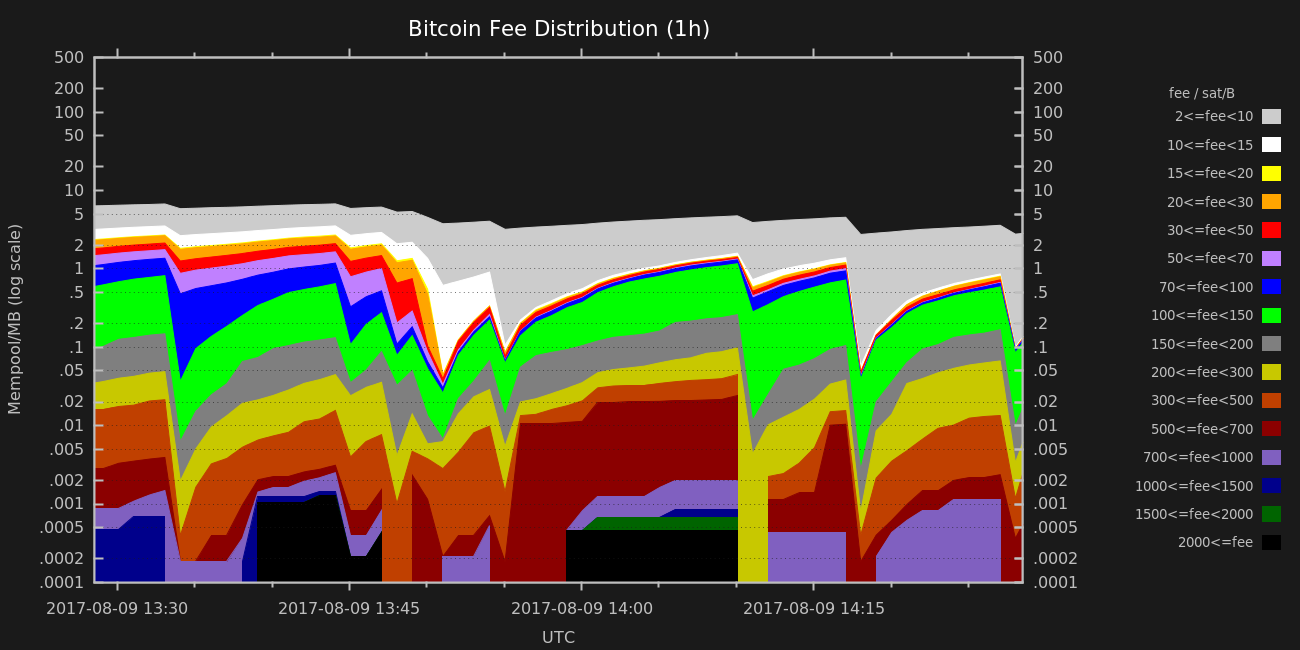 Bitcoin Fee Distribution (1h)
500 500
200 200
100 100
50 50
20 20
10 10
5 5
2 2
1 1
.5 .5
.2 .2
.1 .1
.05 .05
.02 .02
.01 .01
.005 .005
.002 .002
.001 .001
.0005 .0005
.0002 .0002
.0001 .0001
Mempool/MB (log scale)
2017-08-09 13:30 2017-08-09 13:45 2017-08-09 14:00 2017-08-09 14:15
UTC
fee / sat/B
2<=fee<10
10<=fee<15
15<=fee<20
20<=fee<30
30<=fee<50
50<=fee<70
70<=fee<100
100<=fee<150
150<=fee<200
200<=fee<300
300<=fee<500
500<=fee<700
700<=fee<1000
1000<=fee<1500
1500<=fee<2000
2000<=fee